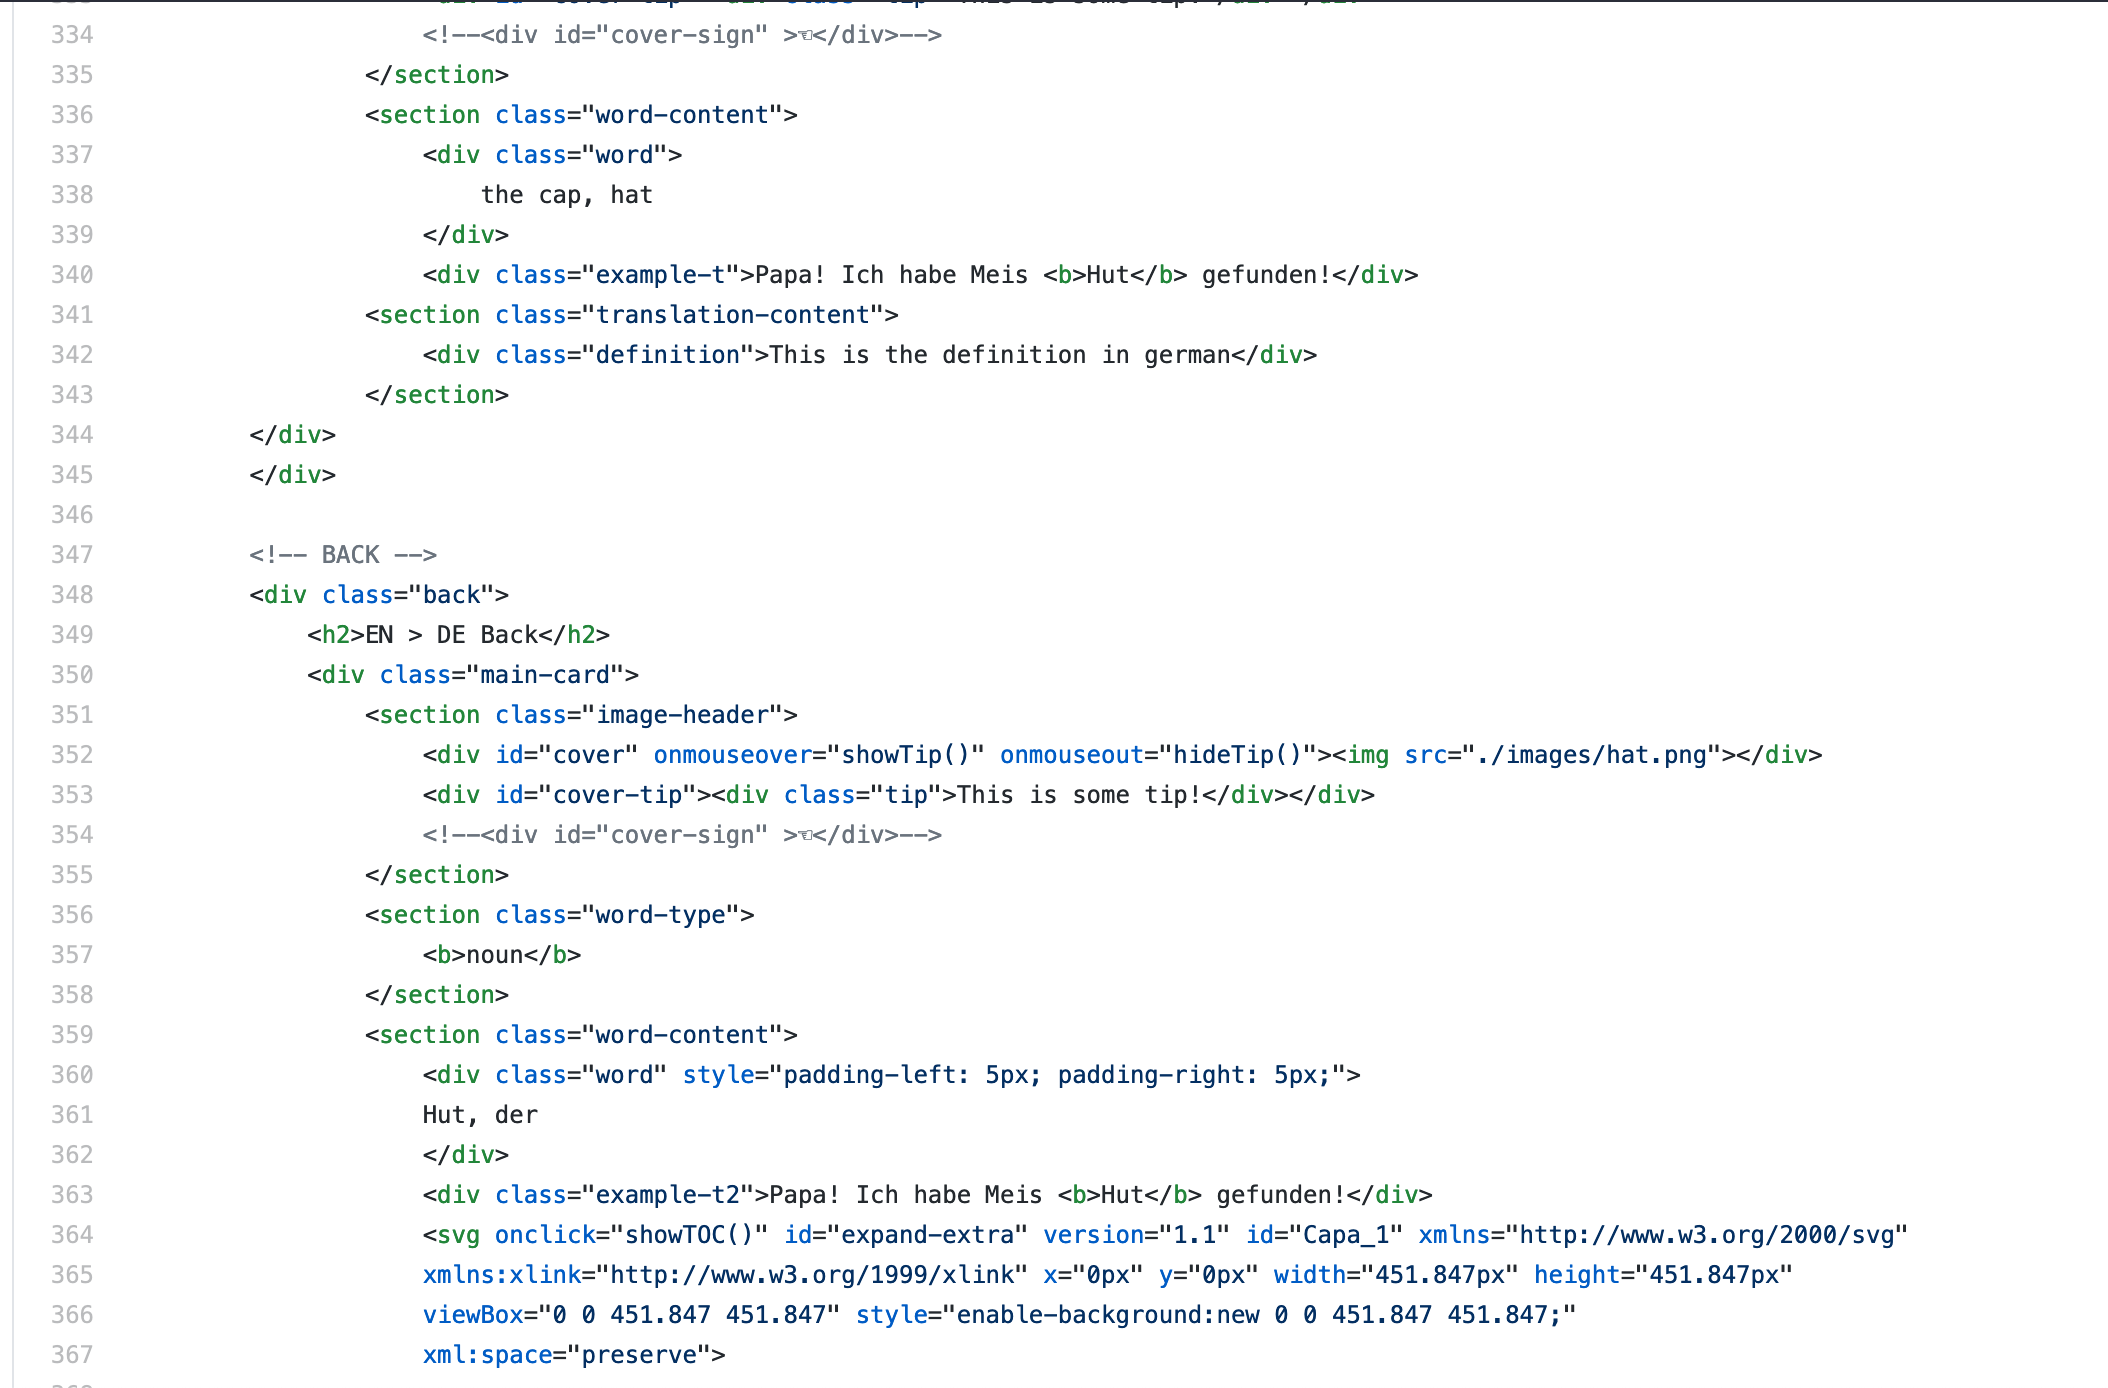 334 <!--<div id="cover-sign" >☜</div>-->
335 </section>
336 <section class="word-content">
337 <div class="word">
338 the cap, hat
339 </div>
340 <div class="example-t">Papa! Ich habe Meis <b>Hut</b> gefunden!</div>
341 <section class="translation-content">
342 <div class="definition">This is the definition in german</div>
343 </section>
344 </div>
345 </div>
346
347 <!-- BACK -->
348 <div class="back">
349 <h2>EN > DE Back</h2>
350 <div class="main-card">
351 <section class="image-header">
352 <div id="cover" onmouseover="showTip()" onmouseout="hideTip()"><img src="./images/hat.png"></div>
353 <div id="cover-tip"><div class="tip">This is some tip!</div></div>
354 <!--<div id="cover-sign" >☜</div>-->
355 </section>
356 <section class="word-type">
357 <b>noun</b>
358 </section>
359 <section class="word-content">
360 <div class="word" style="padding-left: 5px; padding-right: 5px;">
361 Hut, der
362 </div>
363 <div class="example-t2">Papa! Ich habe Meis <b>Hut</b> gefunden!</div>
364 <svg onclick="showTOC()" id="expand-extra" version="1.1" id="Capa_1" xmlns="http://www.w3.org/2000/svg"
365 xmlns:xlink="http://www.w3.org/1999/xlink" x="0px" y="0px" width="451.847px" height="451.847px"
366 viewBox="0 0 451.847 451.847" style="enable-background:new 0 0 451.847 451.847;"
367 xml:space="preserve">